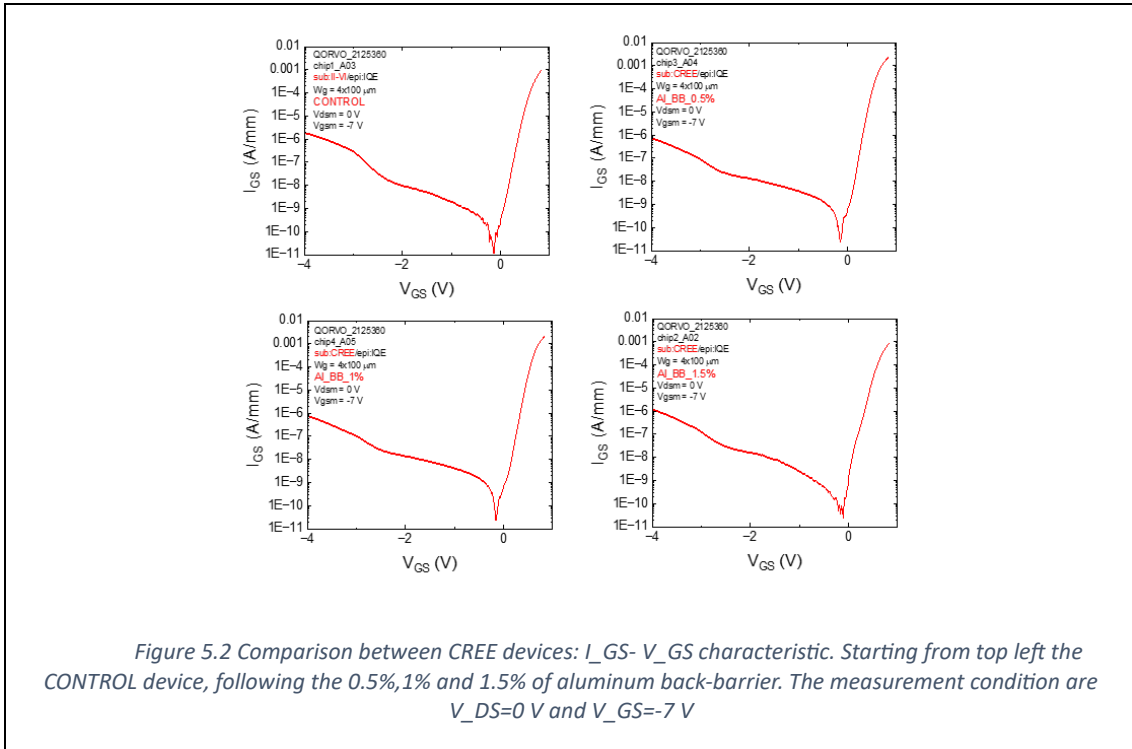 0.01
0.001
1E-4
1E-5
1E-6
1E-7
1E-8
1E-9
1E-10
1E-11
I_GS (A/mm)
QORVO_2125360
chip1_A03
sub:II-VI/epi:IQE
Wg = 4x100 µm
CONTROL
Vdsm = 0 V
Vgsm = -7 V
-4
-2
0
V_GS (V)
0.01
0.001
1E-4
1E-5
1E-6
1E-7
1E-8
1E-9
1E-10
1E-11
I_GS (A/mm)
QORVO_2125360
chip3_A04
sub:CREE/epi:IQE
Wg = 4x100 µm
Al_BB_0.5%
Vdsm = 0 V
Vgsm = -7 V
-4
-2
0
V_GS (V)
0.01
0.001
1E-4
1E-5
1E-6
1E-7
1E-8
1E-9
1E-10
1E-11
I_GS (A/mm)
QORVO_2125360
chip4_A05
sub:CREE/epi:IQE
Wg = 4x100 µm
Al_BB_1%
Vdsm = 0 V
Vgsm = -7 V
-4
-2
0
V_GS (V)
0.01
0.001
1E-4
1E-5
1E-6
1E-7
1E-8
1E-9
1E-10
1E-11
I_GS (A/mm)
QORVO_2125360
chip2_A02
sub:CREE/epi:IQE
Wg = 4x100 µm
Al_BB_1.5%
Vdsm = 0 V
Vgsm = -7 V
-4
-2
0
V_GS (V)
Figure 5.2 Comparison between CREE devices: I_GS- V_GS characteristic. Starting from top left the
CONTROL device, following the 0.5%,1% and 1.5% of aluminum back-barrier. The measurement condition are
V_DS=0 V and V_GS=-7 V